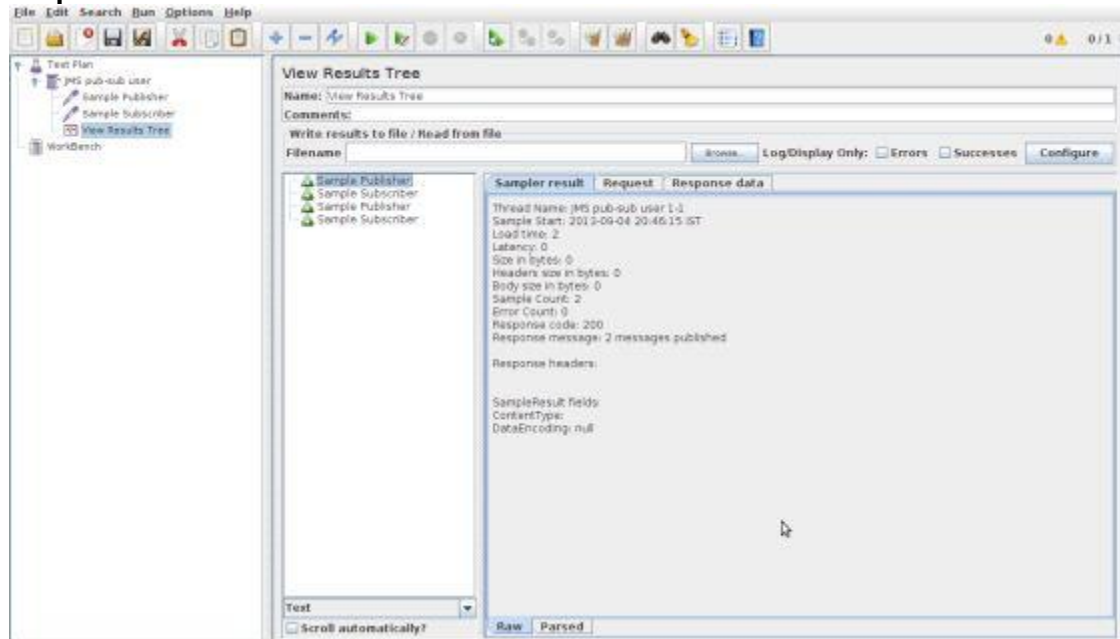 File Edit Search Run Options Help
0 0/1
Test Plan
JMS pub-sub user
Sample Publisher
Sample Subscriber
View Results Tree
WorkBench
View Results Tree
Name: View Results Tree
Comments:
Write results to file / Read from file
Filename Browse... Log/Display Only: Errors Successes Configure
Sample Publisher
Sample Subscriber
Sample Publisher
Sample Subscriber
Sampler result Request Response data
Thread Name: JMS pub-sub user 1-1
Sample Start: 2013-09-04 20:46:15 IST
Load time: 2
Latency: 0
Size in bytes: 0
Headers size in bytes: 0
Body size in bytes: 0
Sample Count: 2
Error Count: 0
Response code: 200
Response message: 2 messages published
Response headers:
SampleResult fields:
ContentType:
DataEncoding: null
Text
Scroll automatically?
Raw Parsed